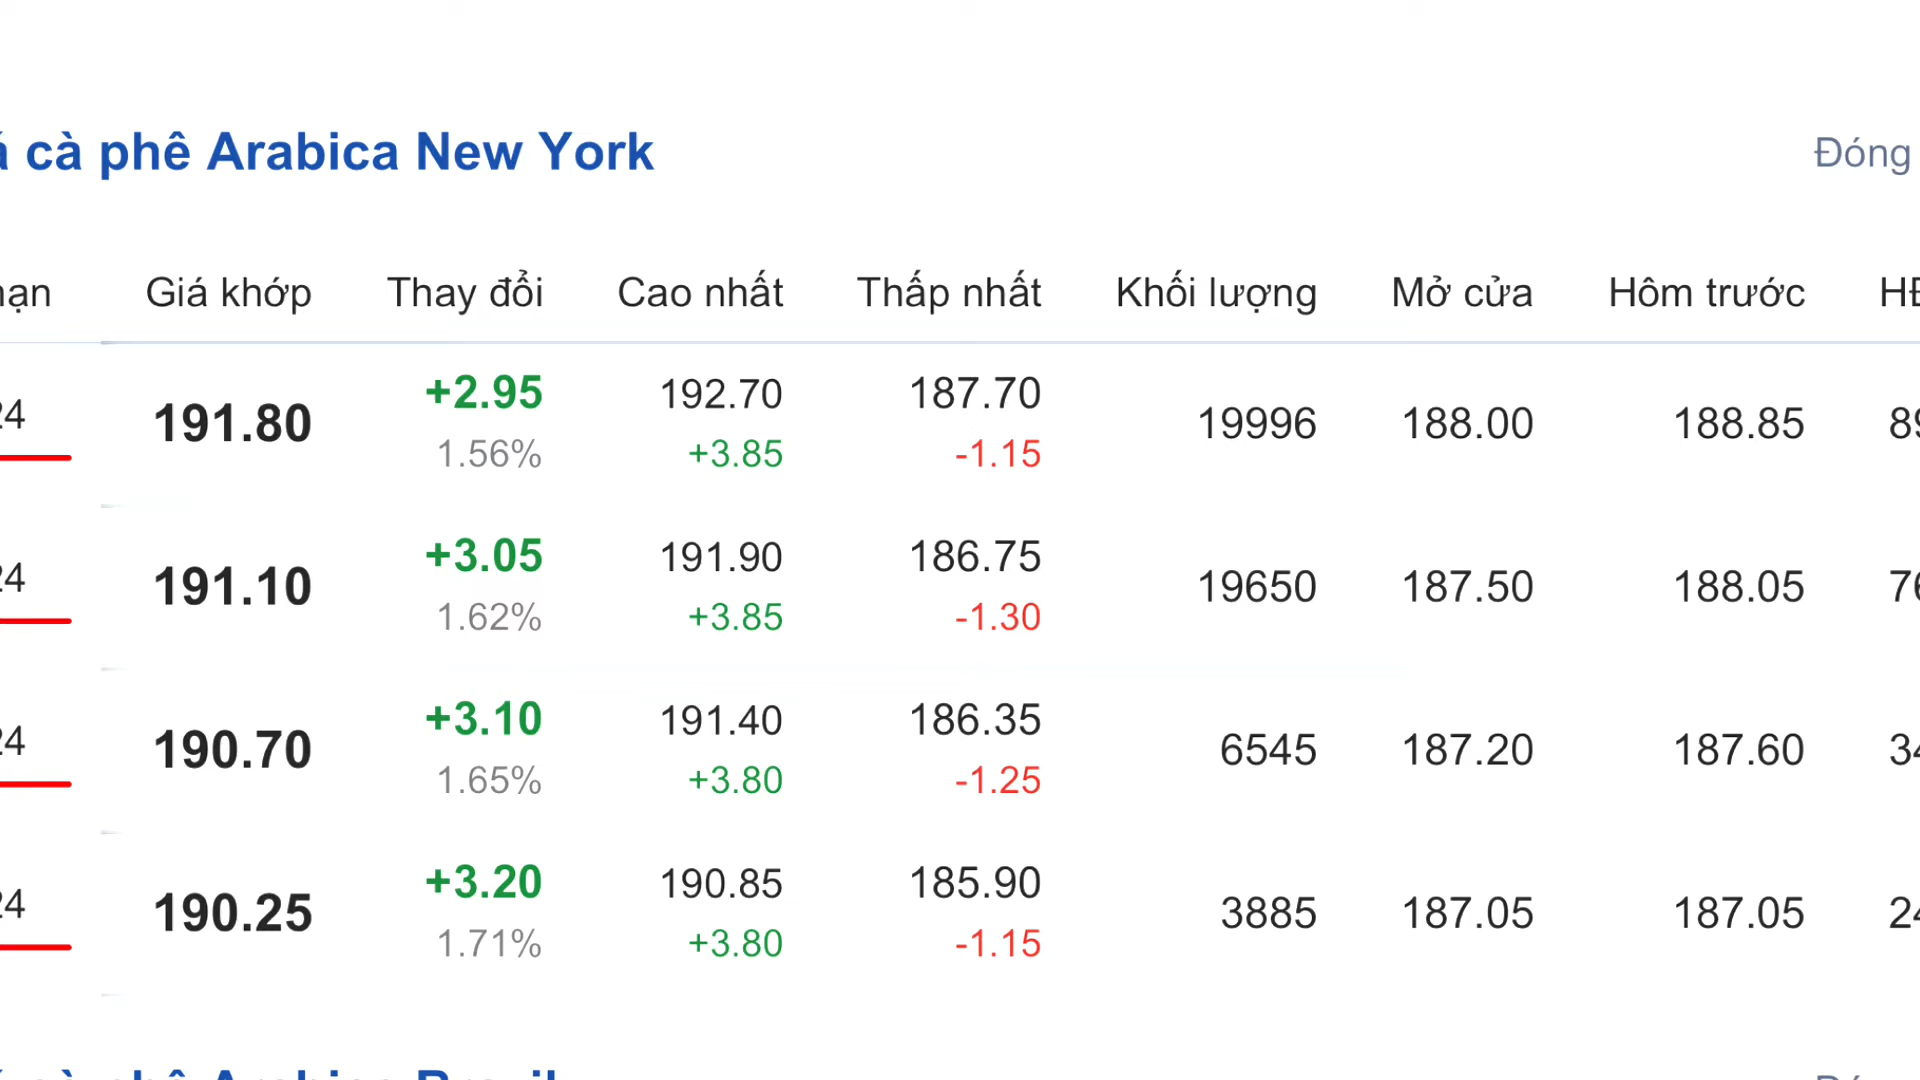 cà phê Arabica New York
Đóng
Giá khớp Thay đổi Cao nhất Thấp nhất Khối lượng Mở cửa Hôm trước
191.80 +2.95 192.70 187.70 19996 188.00 188.85
1.56% +3.85 -1.15
191.10 +3.05 191.90 186.75 19650 187.50 188.05
1.62% +3.85 -1.30
190.70 +3.10 191.40 186.35 6545 187.20 187.60
1.65% +3.80 -1.25
190.25 +3.20 190.85 185.90 3885 187.05 187.05
1.71% +3.80 -1.15